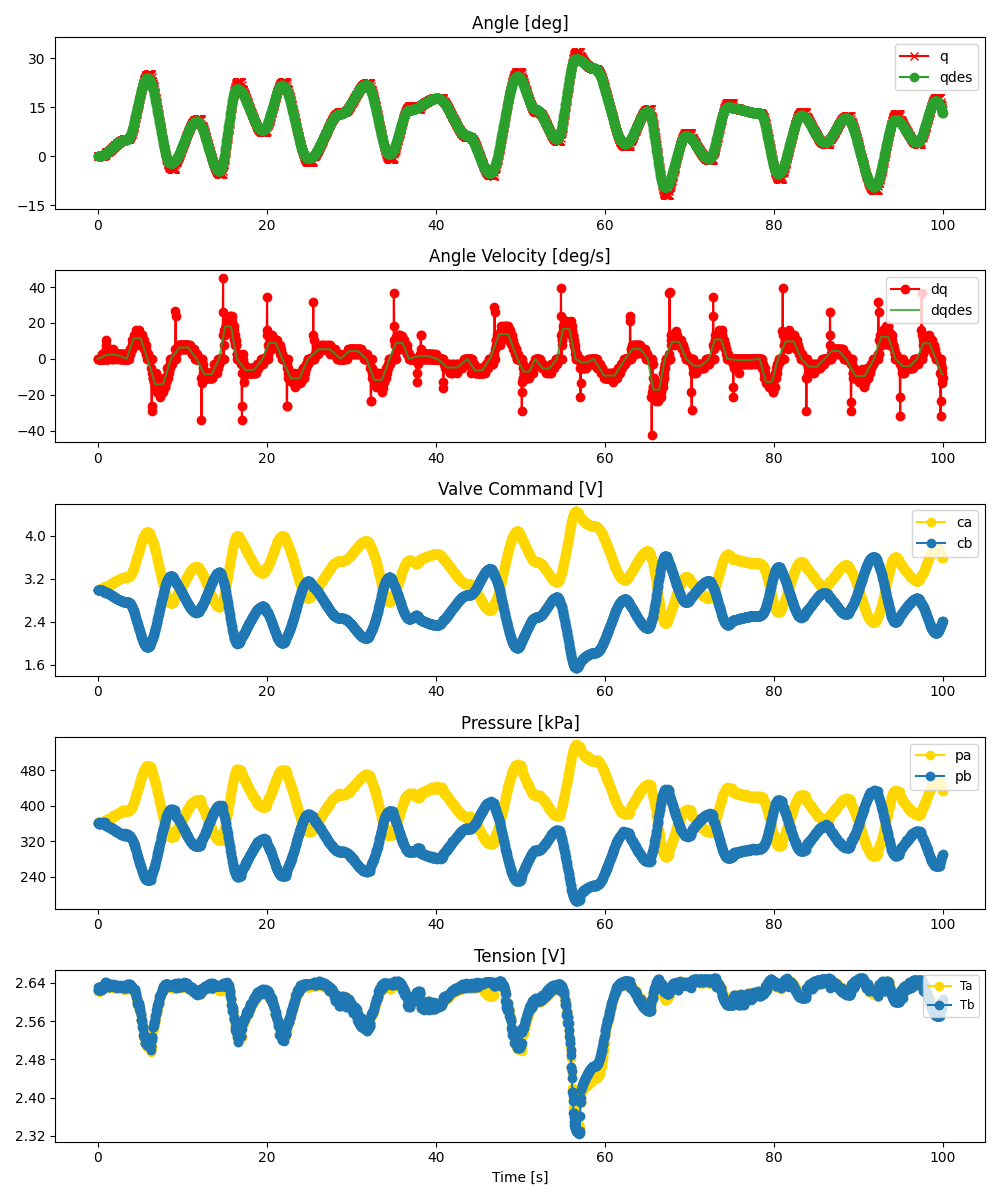 Angle [deg]
30
15
0
−15
q
qdes
0 20 40 60 80 100
Angle Velocity [deg/s]
40
20
0
−20
−40
dq
dqdes
0 20 40 60 80 100
Valve Command [V]
4.0
3.2
2.4
1.6
ca
cb
0 20 40 60 80 100
Pressure [kPa]
480
400
320
240
pa
pb
0 20 40 60 80 100
Tension [V]
2.64
2.56
2.48
2.40
2.32
Ta
Tb
0 20 40 60 80 100
Time [s]